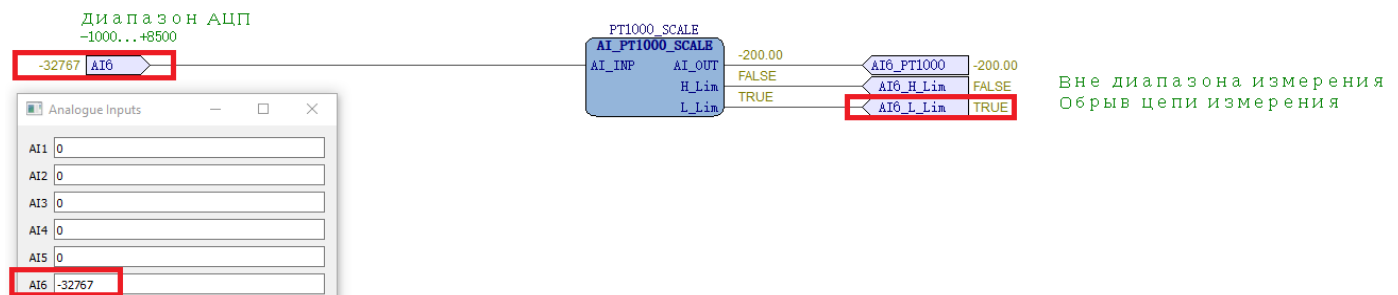 Диапазон АЦП
-1000...+8500
-32767 AI6
PT1000_SCALE
AI_PT1000_SCALE
AI_INP AI_OUT
H_Lim
L_Lim
-200.00
FALSE
TRUE
AI6_PT1000 -200.00
AI6_H_Lim FALSE
AI6_L_Lim TRUE
Вне диапазона измерения
Обрыв цепи измерения
Analogue Inputs
AI1 0
AI2 0
AI3 0
AI4 0
AI5 0
AI6 -32767